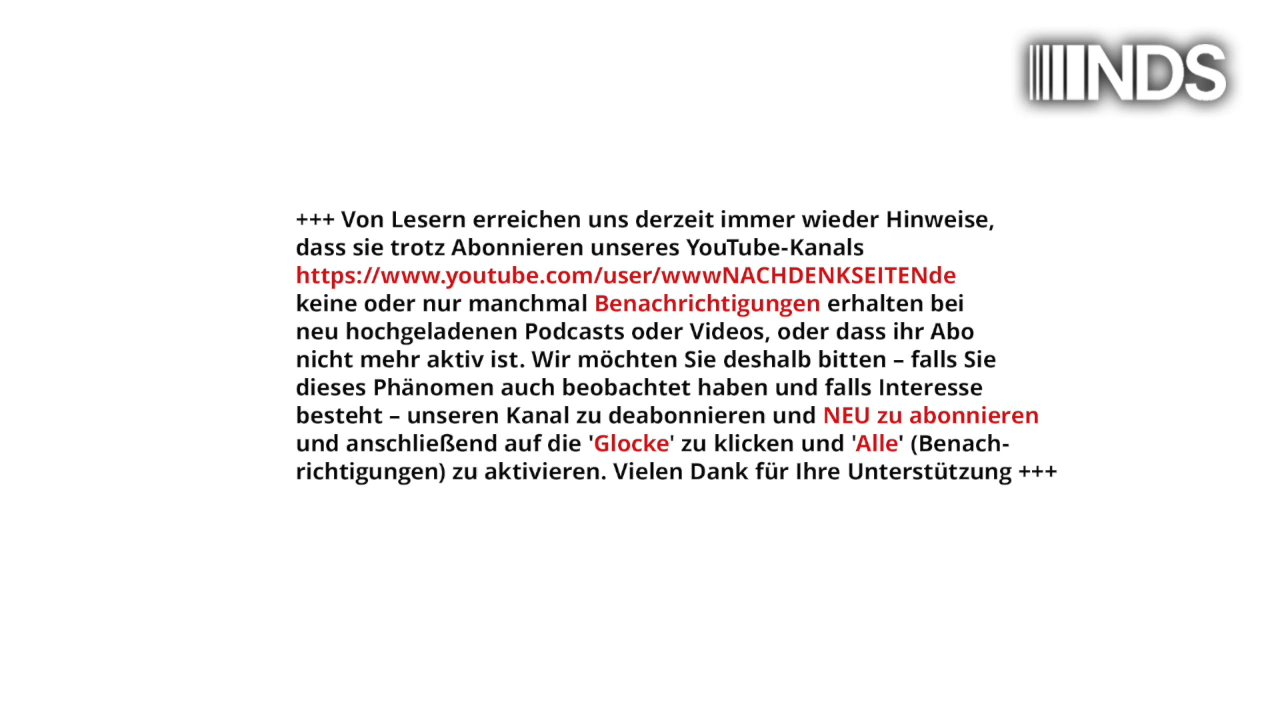 NDS
+++ Von Lesern erreichen uns derzeit immer wieder Hinweise,
dass sie trotz Abonnieren unseres YouTube-Kanals
https://www.youtube.com/user/wwwNACHDENKSEITENde
keine oder nur manchmal Benachrichtigungen erhalten bei
neu hochgeladenen Podcasts oder Videos, oder dass ihr Abo
nicht mehr aktiv ist. Wir möchten Sie deshalb bitten – falls Sie
dieses Phänomen auch beobachtet haben und falls Interesse
besteht – unseren Kanal zu deabonnieren und NEU zu abonnieren
und anschließend auf die 'Glocke' zu klicken und 'Alle' (Benach-
richtigungen) zu aktivieren. Vielen Dank für Ihre Unterstützung +++